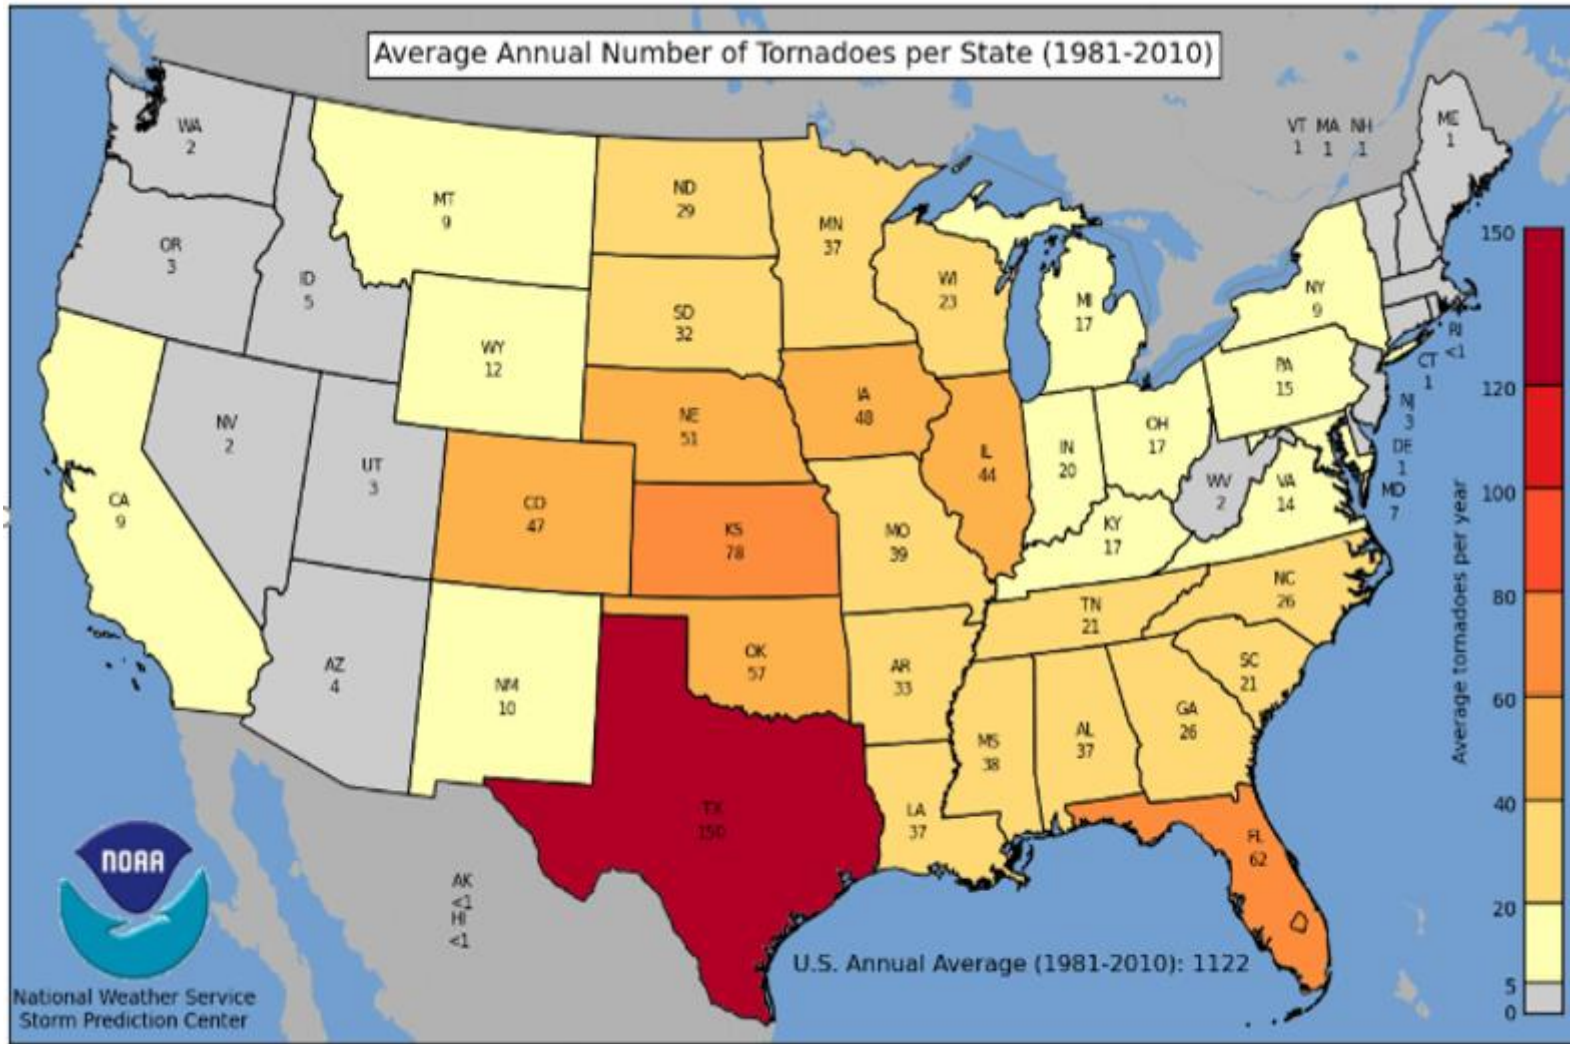 Average Annual Number of Tornadoes per State (1981-2010)
WA
2
OR
3
ID
5
MT
9
WY
12
CA
9
NV
2
UT
3
AZ
4
CO
47
NM
10
ND
29
SD
32
NE
51
KS
78
OK
57
TX
150
MN
37
IA
48
MO
39
AR
33
LA
37
WI
23
IL
44
MS
38
MI
17
IN
20
OH
17
KY
17
TN
21
AL
37
GA
26
FL
62
SC
21
NC
26
VA
14
WV
2
PA
15
NY
9
VT MA NH
1 1 1
ME
1
RI
<1
CT
1
NJ
3
DE
1
MD
7
AK
<1
HI
<1
U.S. Annual Average (1981-2010): 1122
150
120
100
80
60
40
20
5
0
Average tornadoes per year
NOAA
National Weather Service
Storm Prediction Center